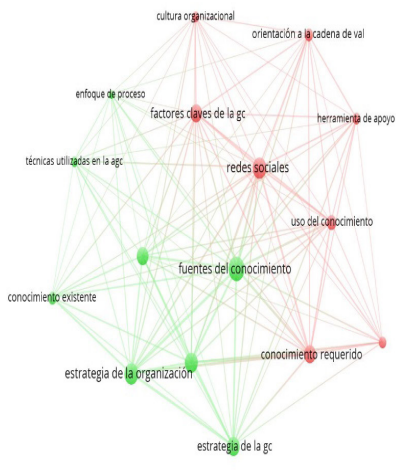 cultura organizacional
orientación a la cadena de val
enfoque de proceso
factores claves de la gc
herramienta de apoyo
técnicas utilizadas en la agc
redes sociales
uso del conocimiento
fuentes del conocimiento
conocimiento existente
conocimiento requerido
estrategia de la organización
estrategia de la gc